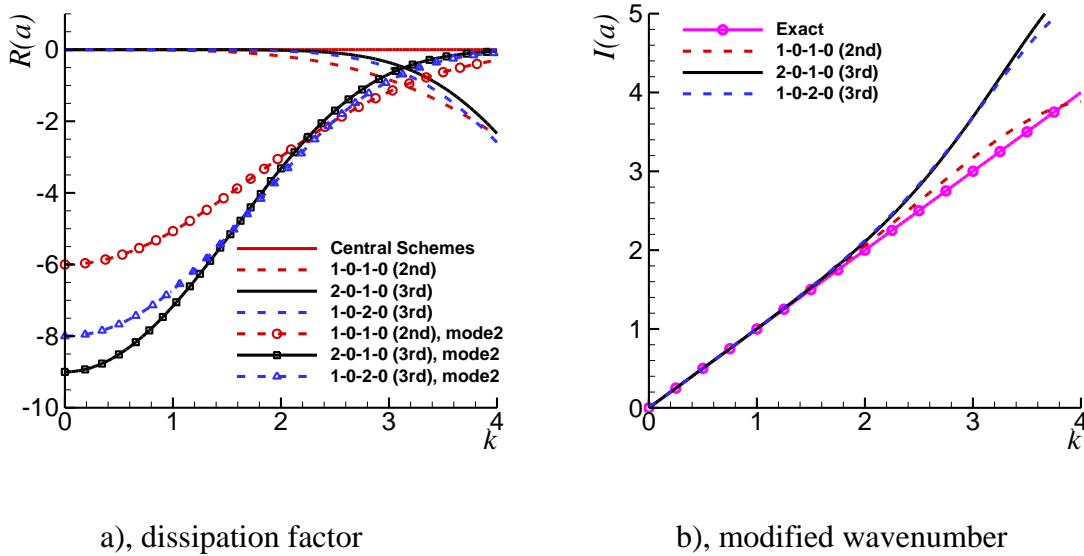 R(a)
0
-2
-4
-6
-8
-10
Central Schemes
1-0-1-0 (2nd)
2-0-1-0 (3rd)
1-0-2-0 (3rd)
1-0-1-0 (2nd), mode2
2-0-1-0 (3rd), mode2
1-0-2-0 (3rd), mode2
0 1 2 3 4
k
a), dissipation factor
I(a)
5
4
3
2
1
0
Exact
1-0-1-0 (2nd)
2-0-1-0 (3rd)
1-0-2-0 (3rd)
0 1 2 3 4
k
b), modified wavenumber